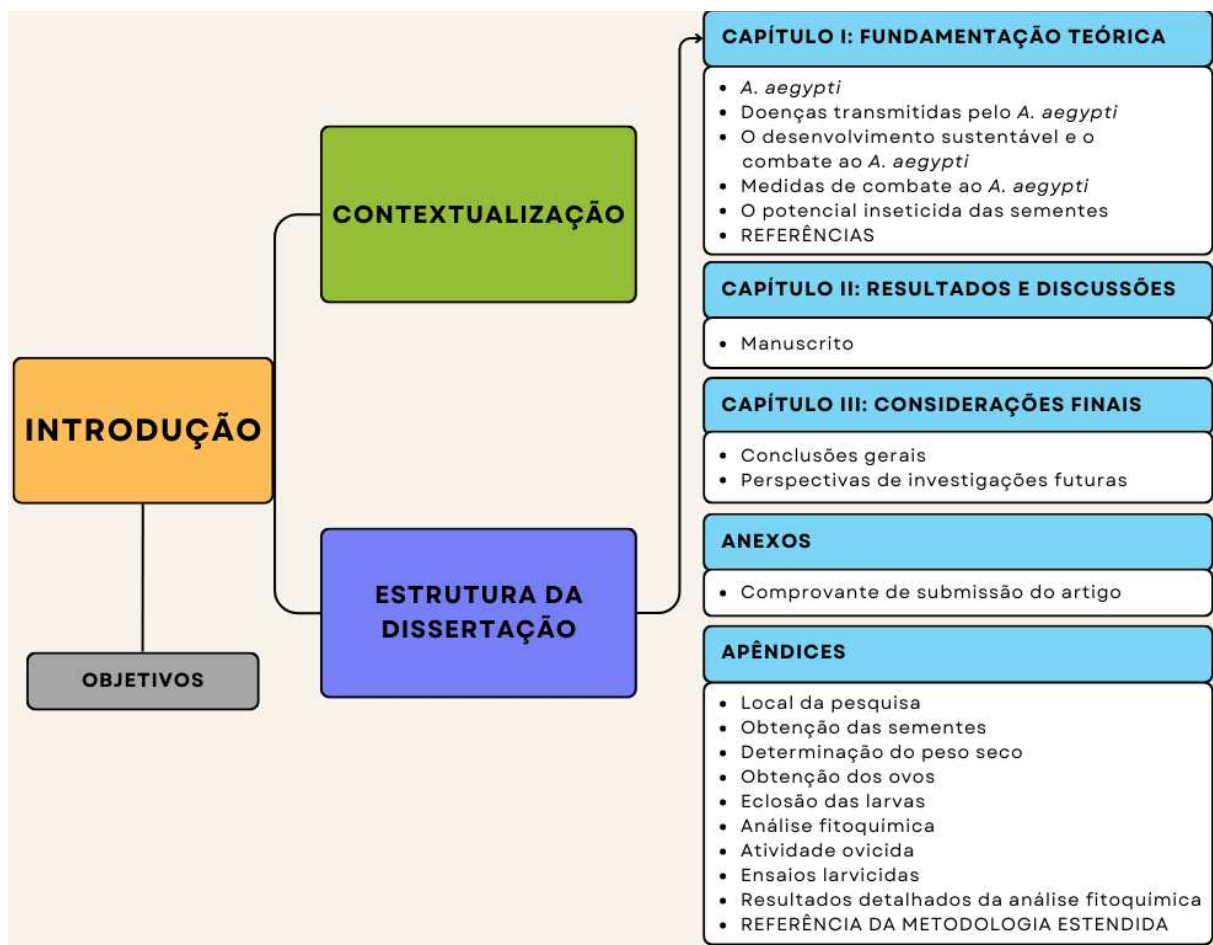 INTRODUÇÃO
OBJETIVOS
CONTEXTUALIZAÇÃO
ESTRUTURA DA
DISSERTAÇÃO
CAPÍTULO I: FUNDAMENTAÇÃO TEÓRICA
• A. aegypti
• Doenças transmitidas pelo A. aegypti
• O desenvolvimento sustentável e o
combate ao A. aegypti
• Medidas de combate ao A. aegypti
• O potencial inseticida das sementes
• REFERÊNCIAS
CAPÍTULO II: RESULTADOS E DISCUSSÕES
• Manuscrito
CAPÍTULO III: CONSIDERAÇÕES FINAIS
• Conclusões gerais
• Perspectivas de investigações futuras
ANEXOS
• Comprovante de submissão do artigo
APÊNDICES
• Local da pesquisa
• Obtenção das sementes
• Determinação do peso seco
• Obtenção dos ovos
• Eclosão das larvas
• Análise fitoquímica
• Atividade ovicida
• Ensaios larvicidas
• Resultados detalhados da análise fitoquímica
• REFERÊNCIA DA METODOLOGIA ESTENDIDA